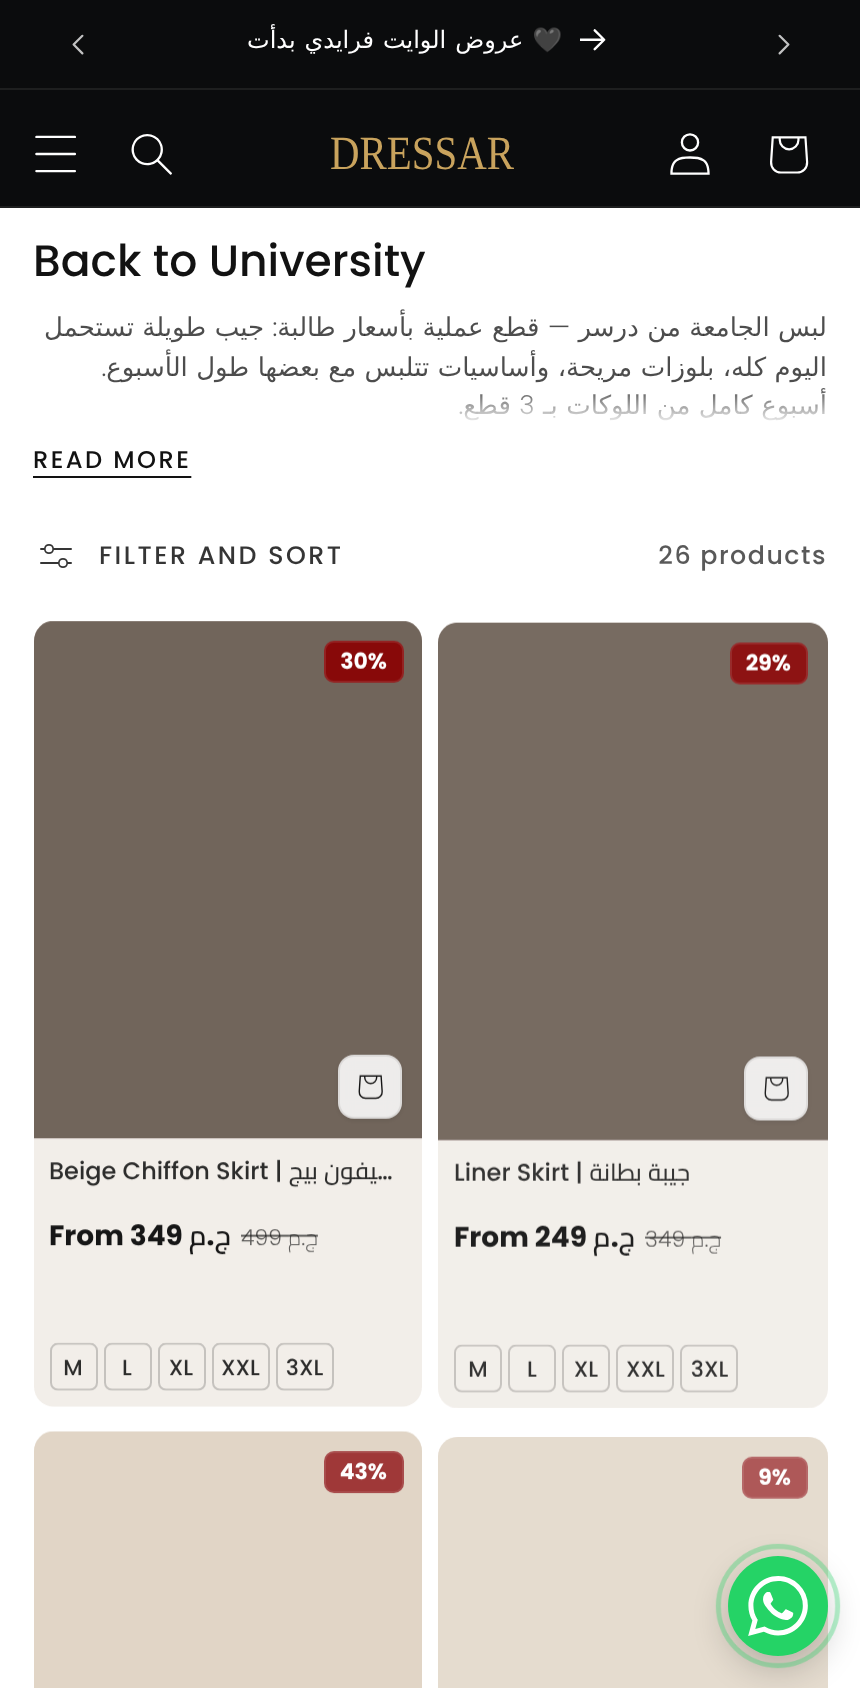 عروض الوايت فرايدي بدأت 🖤 →
DRESSAR
Back to University
لبس الجامعة من درسر — قطع عملية بأسعار طالبة: جيب طويلة تستحمل
اليوم كله، بلوزات مريحة، وأساسيات تتلبس مع بعضها طول الأسبوع.
أسبوع كامل من اللوكات بـ 3 قطع.
READ MORE
FILTER AND SORT
26 products
30%
29%
Beige Chiffon Skirt | يفون بيج...
Liner Skirt | جيبة بطانة
From 349 ج.م 499 ج.م
From 249 ج.م 349 ج.م
M L XL XXL 3XL
M L XL XXL 3XL
43%
9%